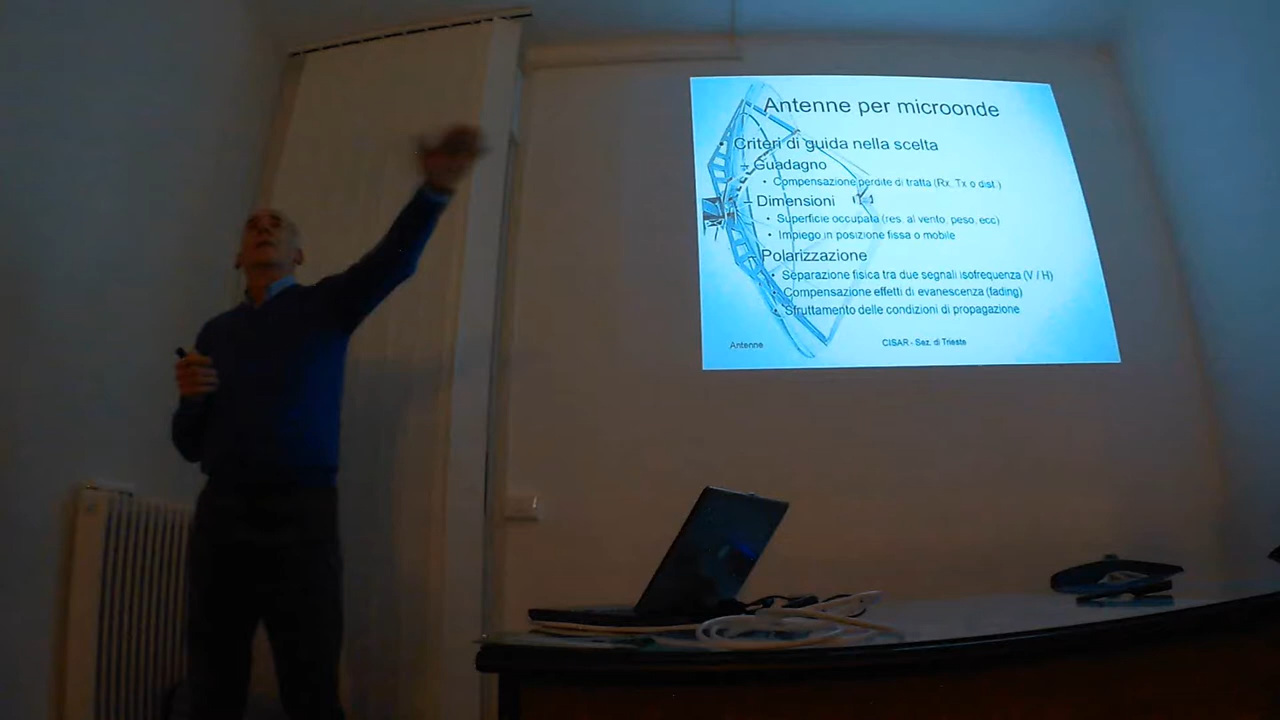 Antenne per microonde
• Criteri di guida nella scelta
– Guadagno
• Compensazione perdite di tratta (Rx, Tx o dist.)
– Dimensioni
• Superficie occupata (res. al vento, peso, ecc)
• Impiego in posizione fissa o mobile
– Polarizzazione
• Separazione fisica tra due segnali isofrequenza (V / H)
• Compensazione effetti di evanescenza (fading)
• Sfruttamento delle condizioni di propagazione
Antenne CISAR - Sez. di Trieste